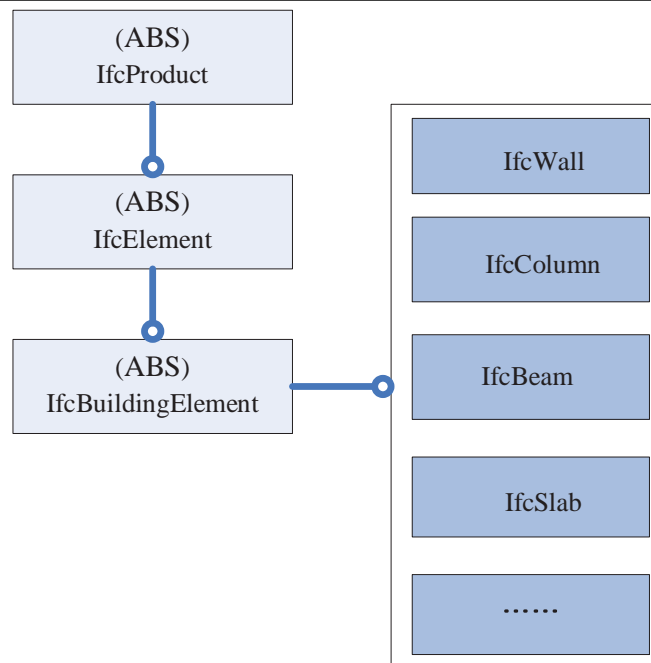 (ABS)
IfcProduct
(ABS)
IfcElement
(ABS)
IfcBuildingElement
IfcWall
IfcColumn
IfcBeam
IfcSlab
……